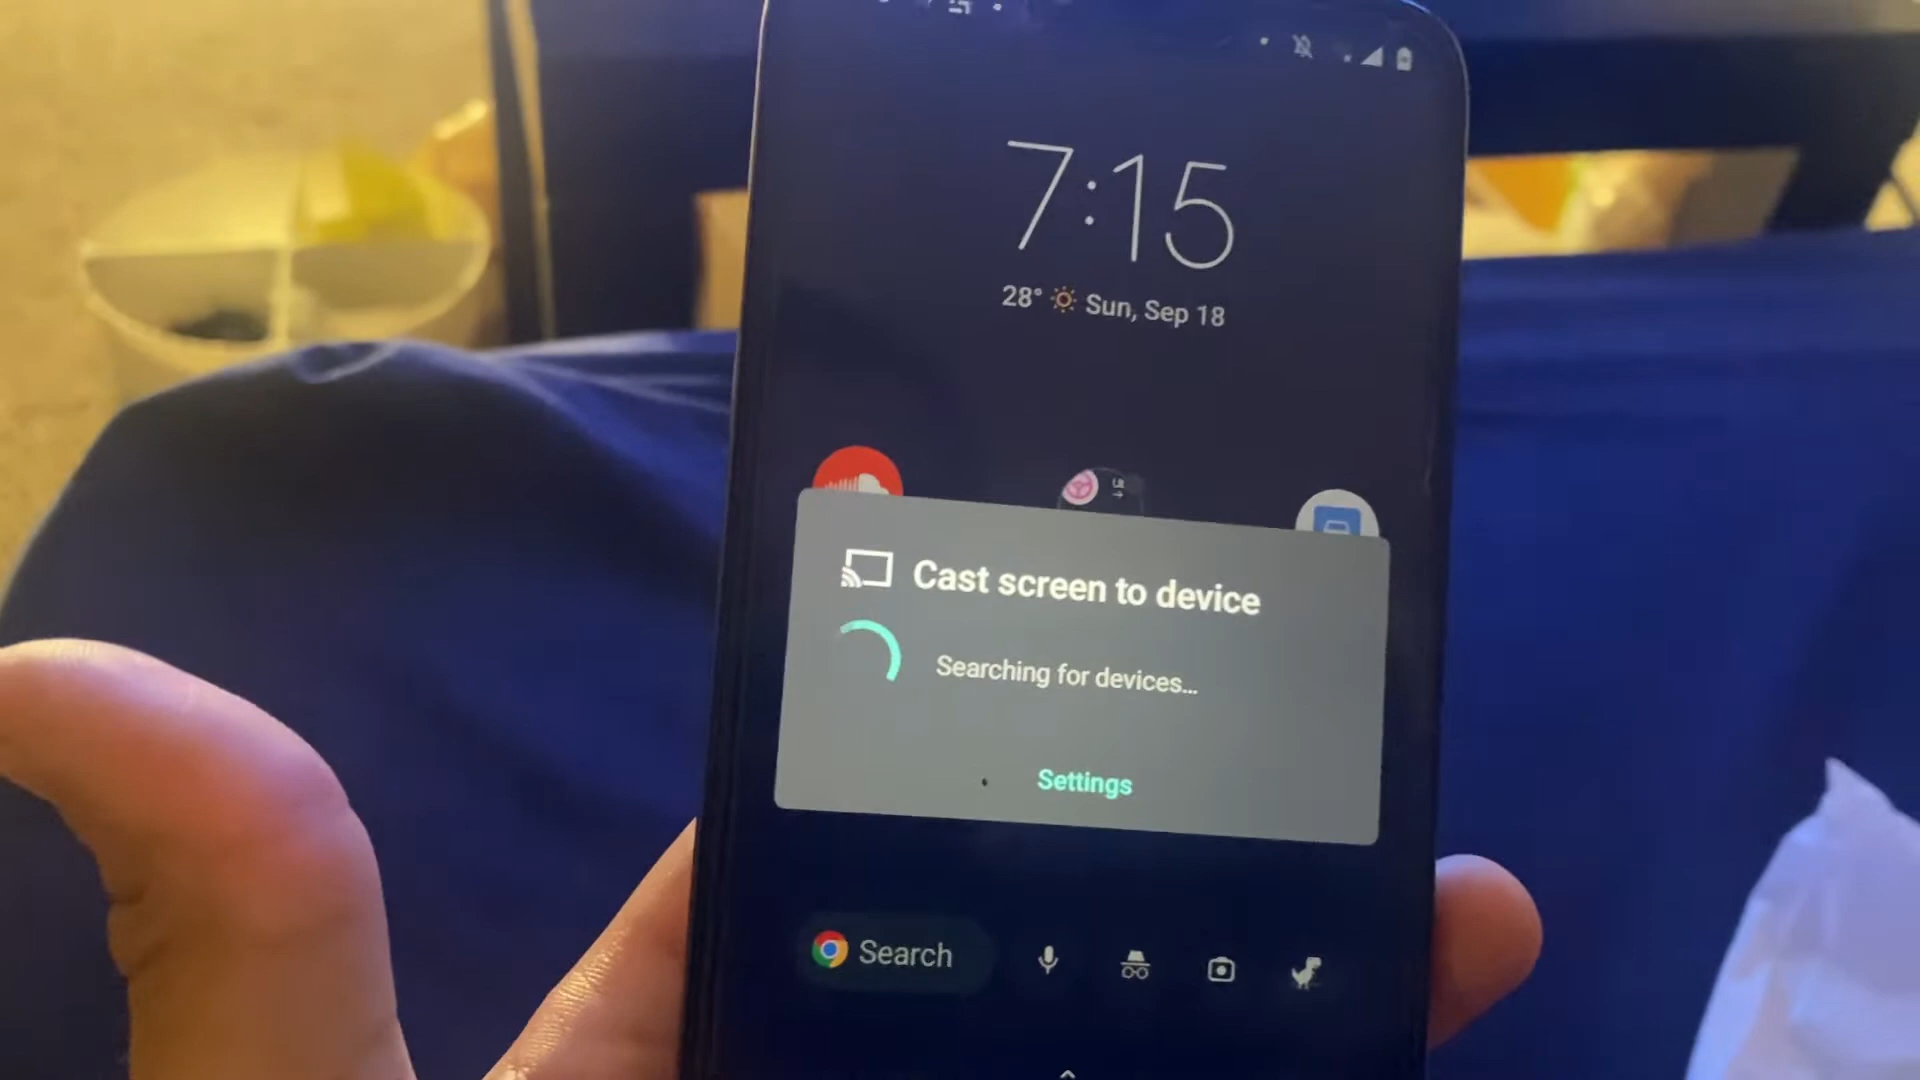 7:15
28° Sun, Sep 18
Cast screen to device
Searching for devices...
Settings
Search